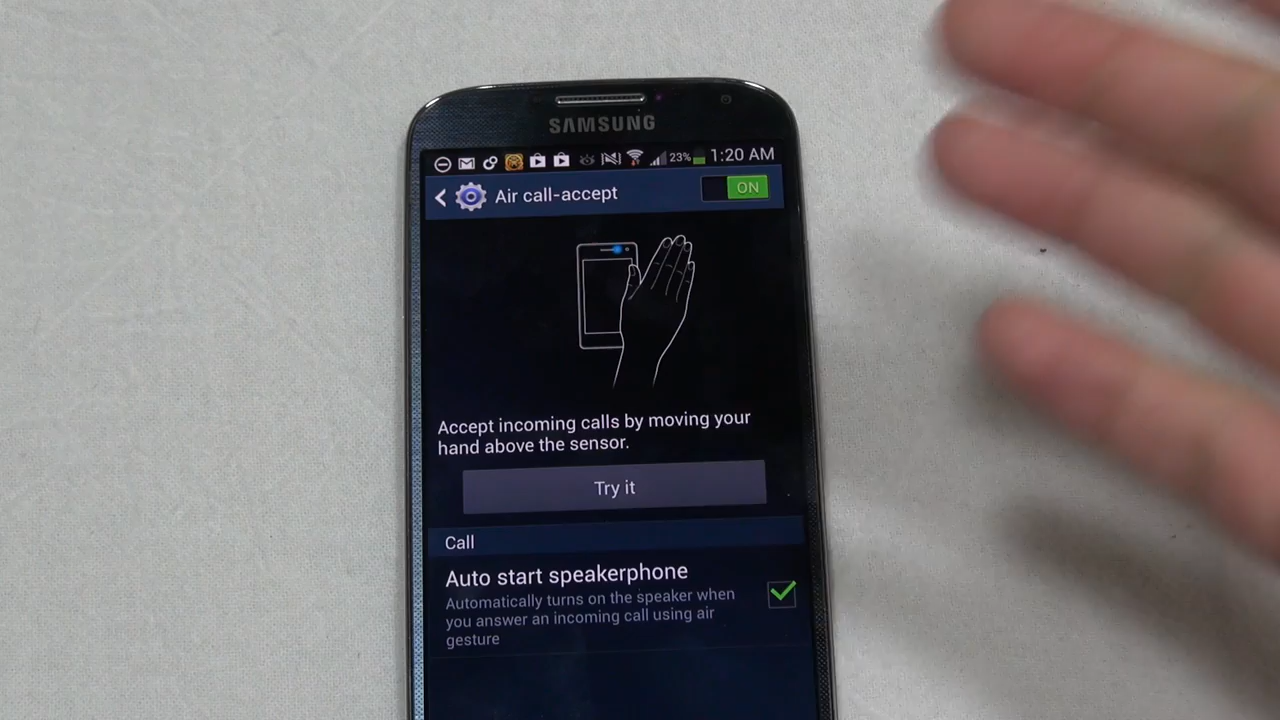 SAMSUNG
23% 1:20 AM
Air call-accept ON
Accept incoming calls by moving your
hand above the sensor.
Try it
Call
Auto start speakerphone
Automatically turns on the speaker when
you answer an incoming call using air
gesture